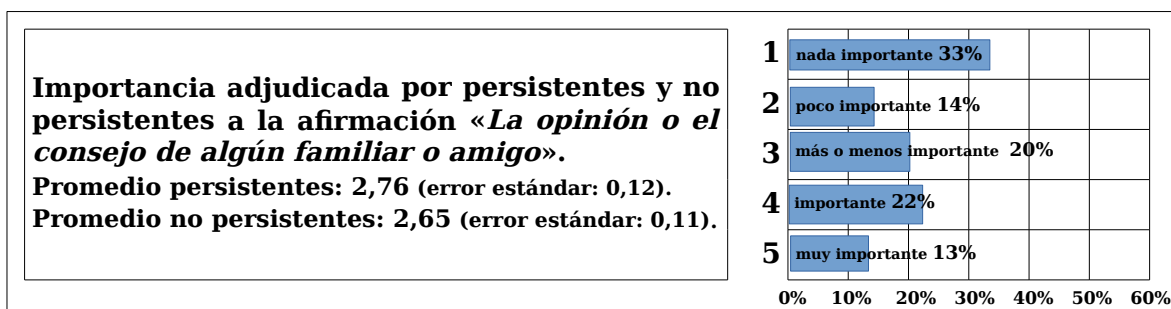 Importancia adjudicada por persistentes y no
persistentes a la afirmación «La opinión o el
consejo de algún familiar o amigo».
Promedio persistentes: 2,76 (error estándar: 0,12).
Promedio no persistentes: 2,65 (error estándar: 0,11).
1 nada importante 33%
2 poco importante 14%
3 más o menos importante 20%
4 importante 22%
5 muy importante 13%
0% 10% 20% 30% 40% 50% 60%